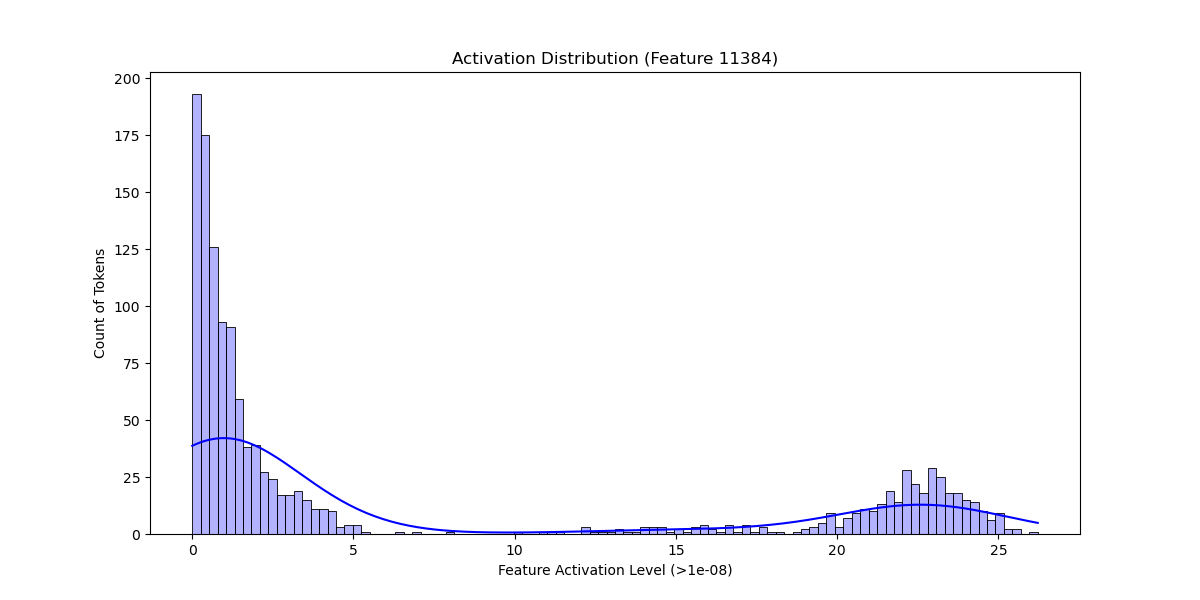 Activation Distribution (Feature 11384)
Count of Tokens
200
175
150
125
100
75
50
25
0
0 5 10 15 20 25
Feature Activation Level (>1e-08)